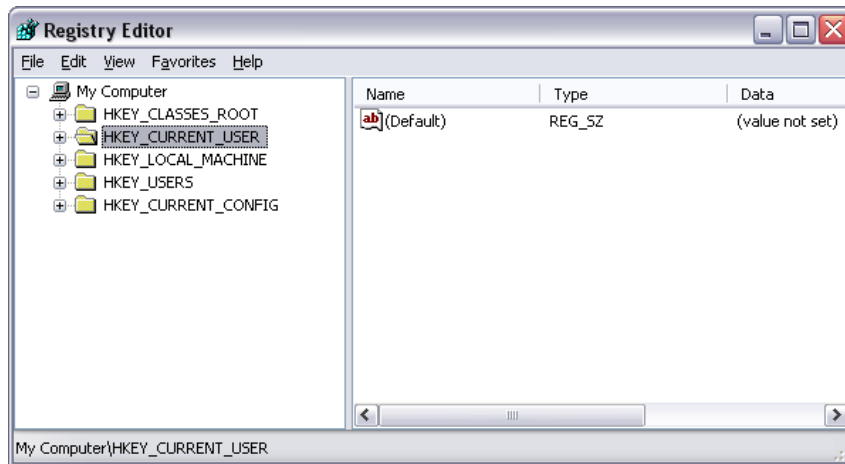 Registry Editor
File Edit View Favorites Help
My Computer
HKEY_CLASSES_ROOT
HKEY_CURRENT_USER
HKEY_LOCAL_MACHINE
HKEY_USERS
HKEY_CURRENT_CONFIG
Name Type Data
ab (Default) REG_SZ (value not set)
My Computer\HKEY_CURRENT_USER